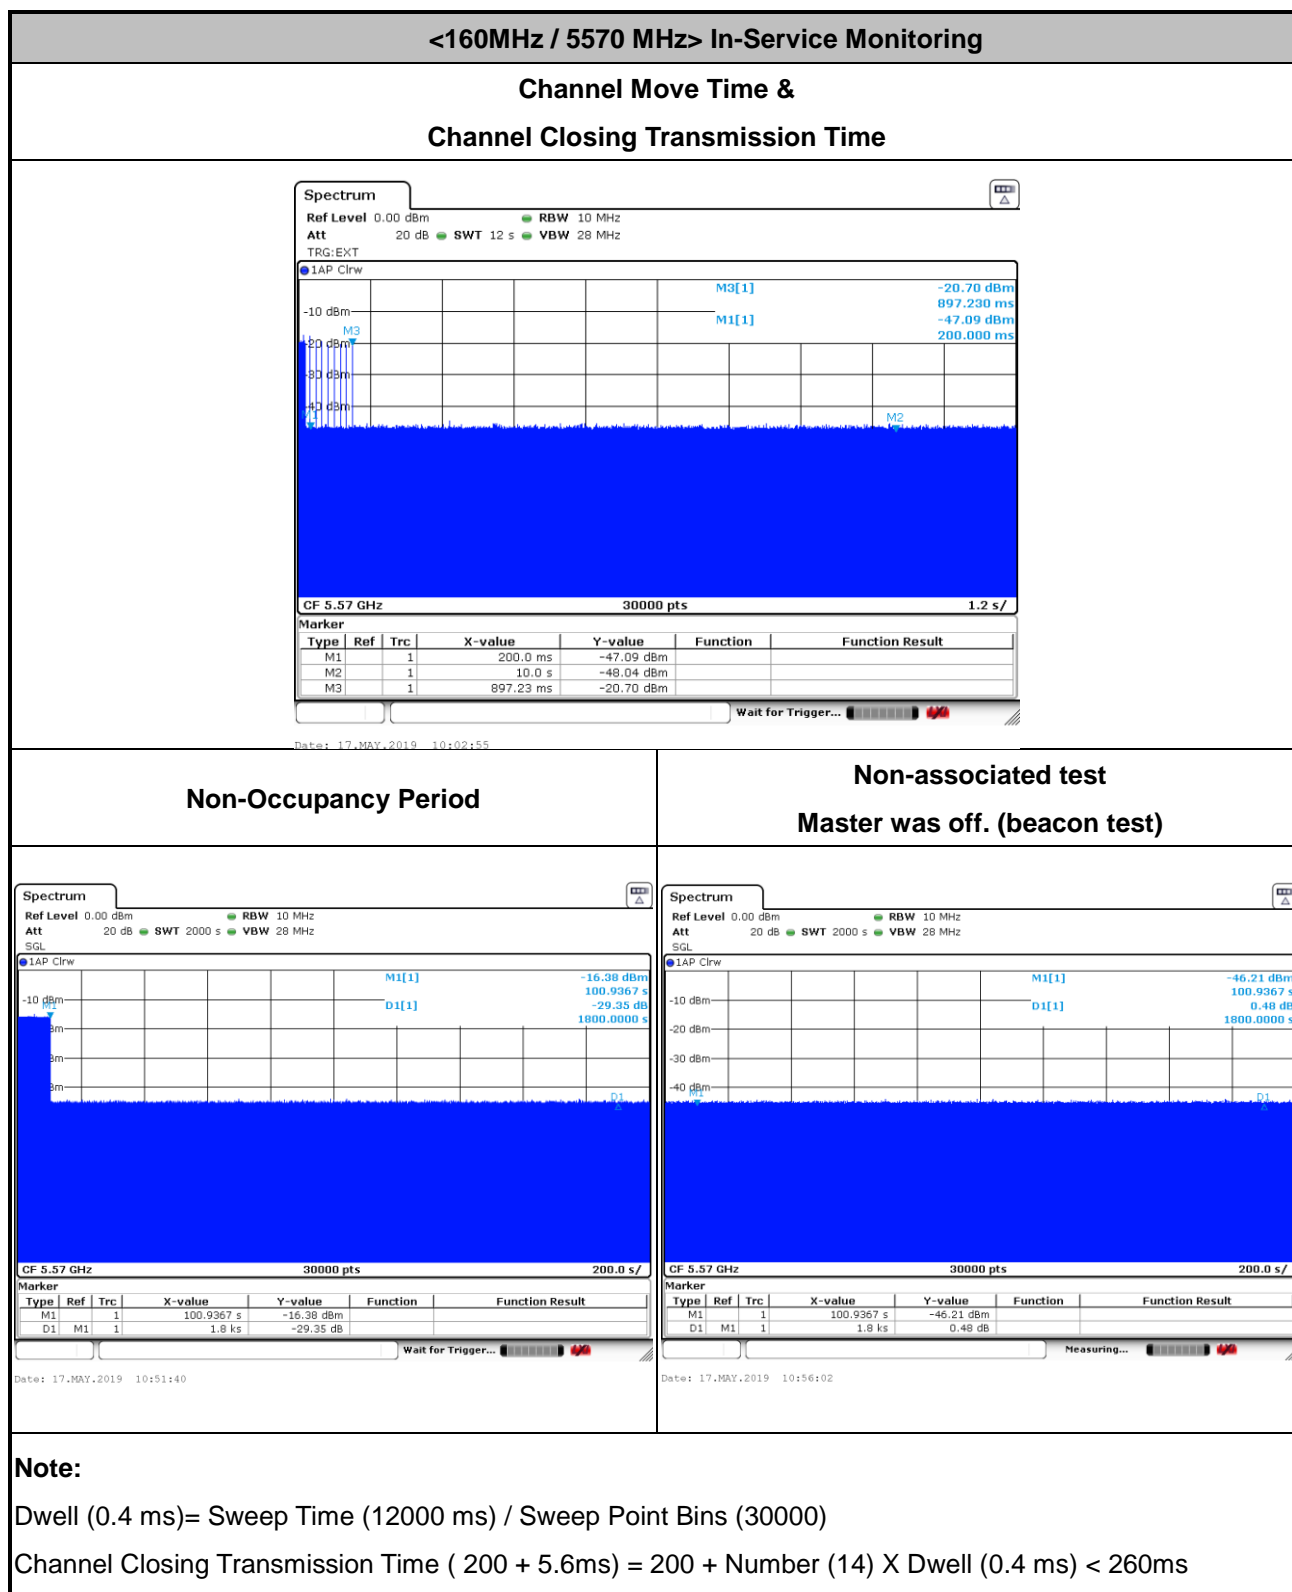 <160MHz / 5570 MHz> In-Service Monitoring
Channel Move Time &
Channel Closing Transmission Time
Spectrum
Ref Level 0.00 dBm RBW 10 MHz
Att 20 dB SWT 12 s VBW 28 MHz
TRG:EXT
1AP Clrw
M3[1] -20.70 dBm
897.230 ms
-10 dBm
M1[1] -47.09 dBm
200.000 ms
M3
-20 dBm
-30 dBm
-40 dBm
M1
M2
CF 5.57 GHz 30000 pts 1.2 s/
Marker
Type Ref Trc X-value Y-value Function Function Result
M1 1 200.0 ms -47.09 dBm
M2 1 10.0 s -48.04 dBm
M3 1 897.23 ms -20.70 dBm
Wait for Trigger...
Date: 17.MAY.2019 10:02:55
Non-Occupancy Period
Spectrum
Ref Level 0.00 dBm RBW 10 MHz
Att 20 dB SWT 2000 s VBW 28 MHz
SGL
1AP Clrw
M1[1] -16.38 dBm
100.9367 s
-10 dBm
D1[1] -29.35 dB
1800.0000 s
M1
D1
CF 5.57 GHz 30000 pts 200.0 s/
Marker
Type Ref Trc X-value Y-value Function Function Result
M1 1 100.9367 s -16.38 dBm
D1 M1 1 1.8 ks -29.35 dB
Wait for Trigger...
Date: 17.MAY.2019 10:51:40
Non-associated test
Master was off. (beacon test)
Spectrum
Ref Level 0.00 dBm RBW 10 MHz
Att 20 dB SWT 2000 s VBW 28 MHz
SGL
1AP Clrw
M1[1] -46.21 dBm
100.9367 s
-10 dBm
D1[1] 0.48 dB
1800.0000 s
-20 dBm
-30 dBm
-40 dBm
M1
D1
CF 5.57 GHz 30000 pts 200.0 s/
Marker
Type Ref Trc X-value Y-value Function Function Result
M1 1 100.9367 s -46.21 dBm
D1 M1 1 1.8 ks 0.48 dB
Measuring...
Date: 17.MAY.2019 10:56:02
Note:
Dwell (0.4 ms)= Sweep Time (12000 ms) / Sweep Point Bins (30000)
Channel Closing Transmission Time ( 200 + 5.6ms) = 200 + Number (14) X Dwell (0.4 ms) < 260ms